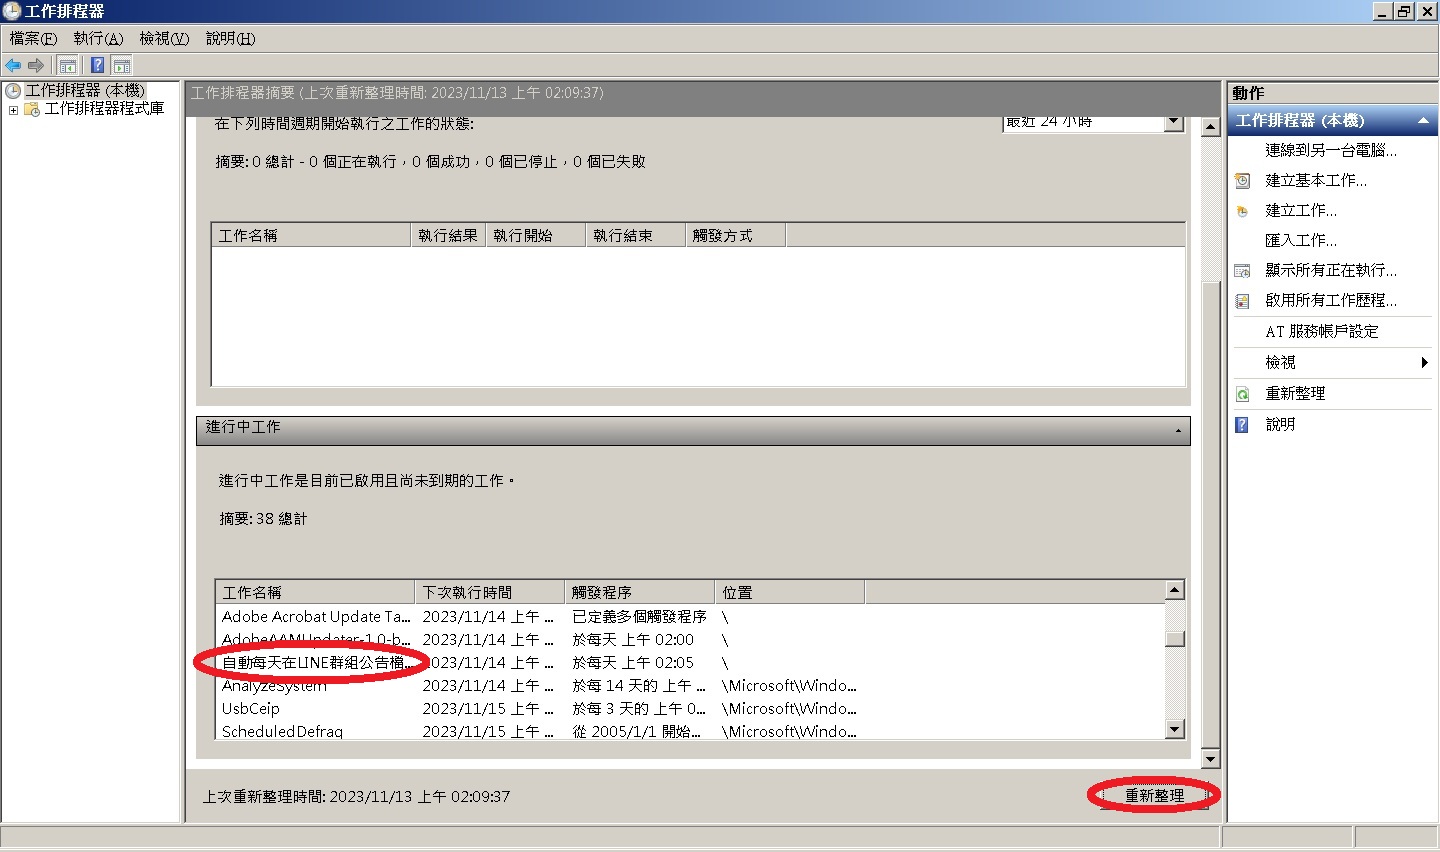 工作排程器
檔案(F) 執行(A) 檢視(V) 說明(H)
工作排程器 (本機)
工作排程器程式庫
工作排程器摘要 (上次重新整理時間: 2023/11/13 上午 02:09:37)
在下列時間週期開始執行之工作的狀態:
最近 24 小時
摘要: 0 總計 - 0 個正在執行，0 個成功，0 個已停止，0 個已失敗
工作名稱 執行結果 執行開始 執行結束 觸發方式
進行中工作
進行中工作是目前已啟用且尚未到期的工作。
摘要: 38 總計
工作名稱 下次執行時間 觸發程序 位置
Adobe Acrobat Update Ta... 2023/11/14 上午 ... 已定義多個觸發程序 \
AdobeAAMUpdater-1.0-b... 2023/11/14 上午 ... 於每天 上午 02:00 \
自動每天在LINE群組公告檔... 2023/11/14 上午 ... 於每天 上午 02:05 \
AnalyzeSystem 2023/11/14 上午 ... 於每 14 天的 上午 ... \Microsoft\Windo...
UsbCeip 2023/11/15 上午 ... 於每 3 天的 上午 0... \Microsoft\Windo...
ScheduledDefrag 2023/11/15 上午 ... 從 2005/1/1 開始... \Microsoft\Windo...
上次重新整理時間: 2023/11/13 上午 02:09:37
重新整理
動作
工作排程器 (本機)
連線到另一台電腦...
建立基本工作...
建立工作...
匯入工作...
顯示所有正在執行...
啟用所有工作歷程...
AT 服務帳戶設定
檢視
重新整理
說明